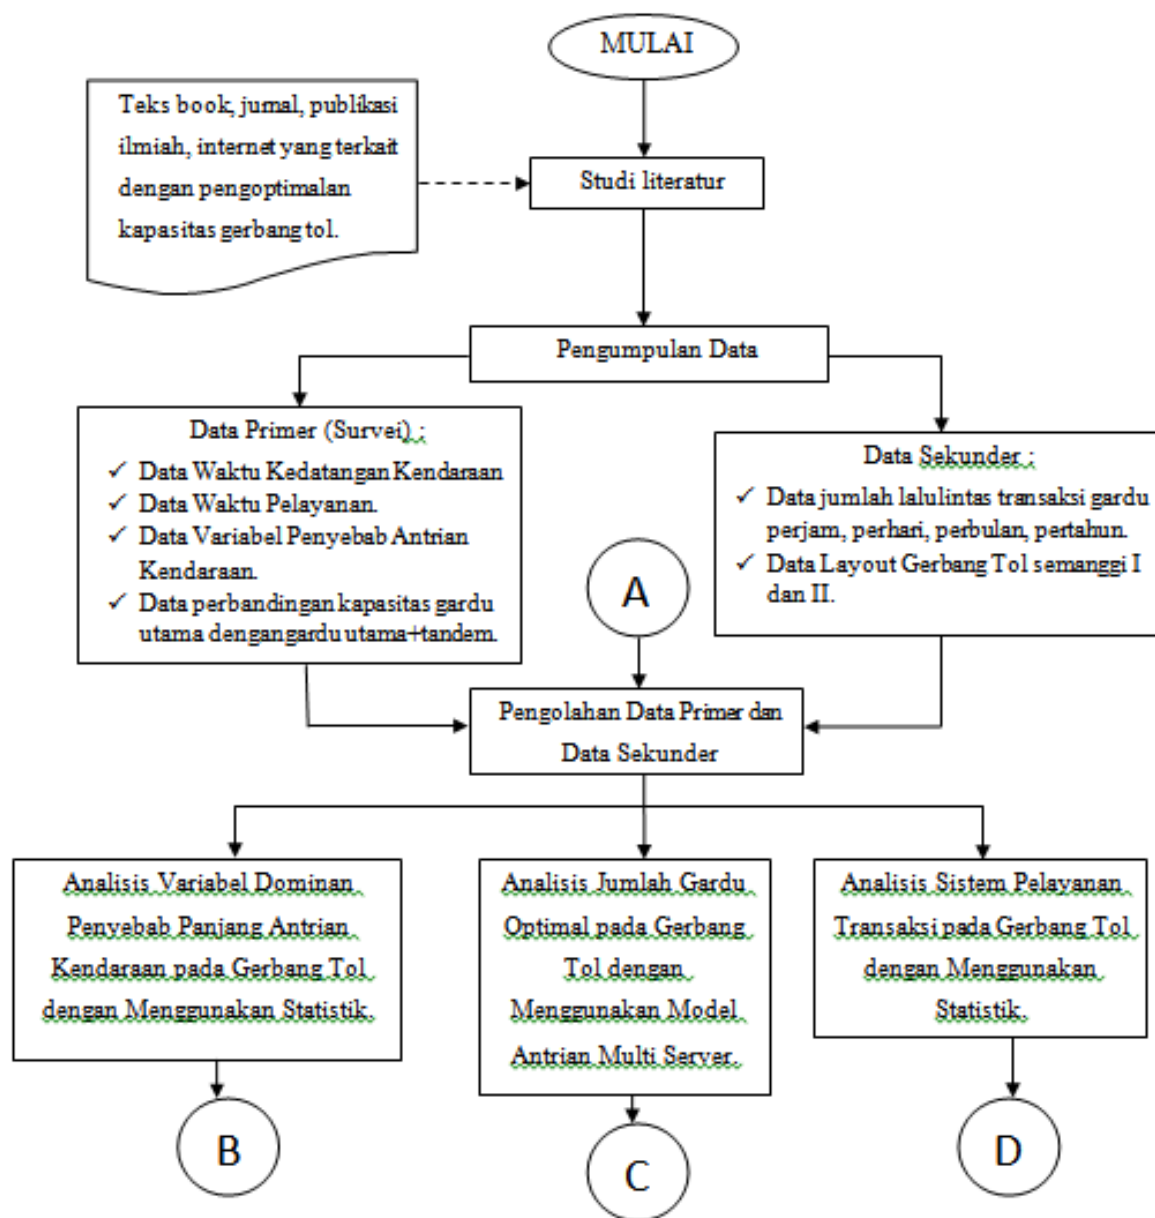 MULAI
Teks book, jurnal, publikasi
ilmiah, internet yang terkait
dengan pengoptimalan
kapasitas gerbang tol.
Studi literatur
Pengumpulan Data
Data Primer (Survei) :
✓ Data Waktu Kedatangan Kendaraan
✓ Data Waktu Pelayanan.
✓ Data Variabel Penyebab Antrian
Kendaraan.
✓ Data perbandingan kapasitas gardu
utama dengan gardu utama+tandem.
Data Sekunder :
✓ Data jumlah lalulintas transaksi gardu
perjam, perhari, perbulan, pertahun.
✓ Data Layout Gerbang Tol semanggi I
dan II.
A
Pengolahan Data Primer dan
Data Sekunder
Analisis Variabel Dominan
Penyebab Panjang Antrian
Kendaraan pada Gerbang Tol
dengan Menggunakan Statistik.
Analisis Jumlah Gardu
Optimal pada Gerbang
Tol dengan
Menggunakan Model
Antrian Multi Server.
Analisis Sistem Pelayanan
Transaksi pada Gerbang Tol
dengan Menggunakan
Statistik.
B
C
D